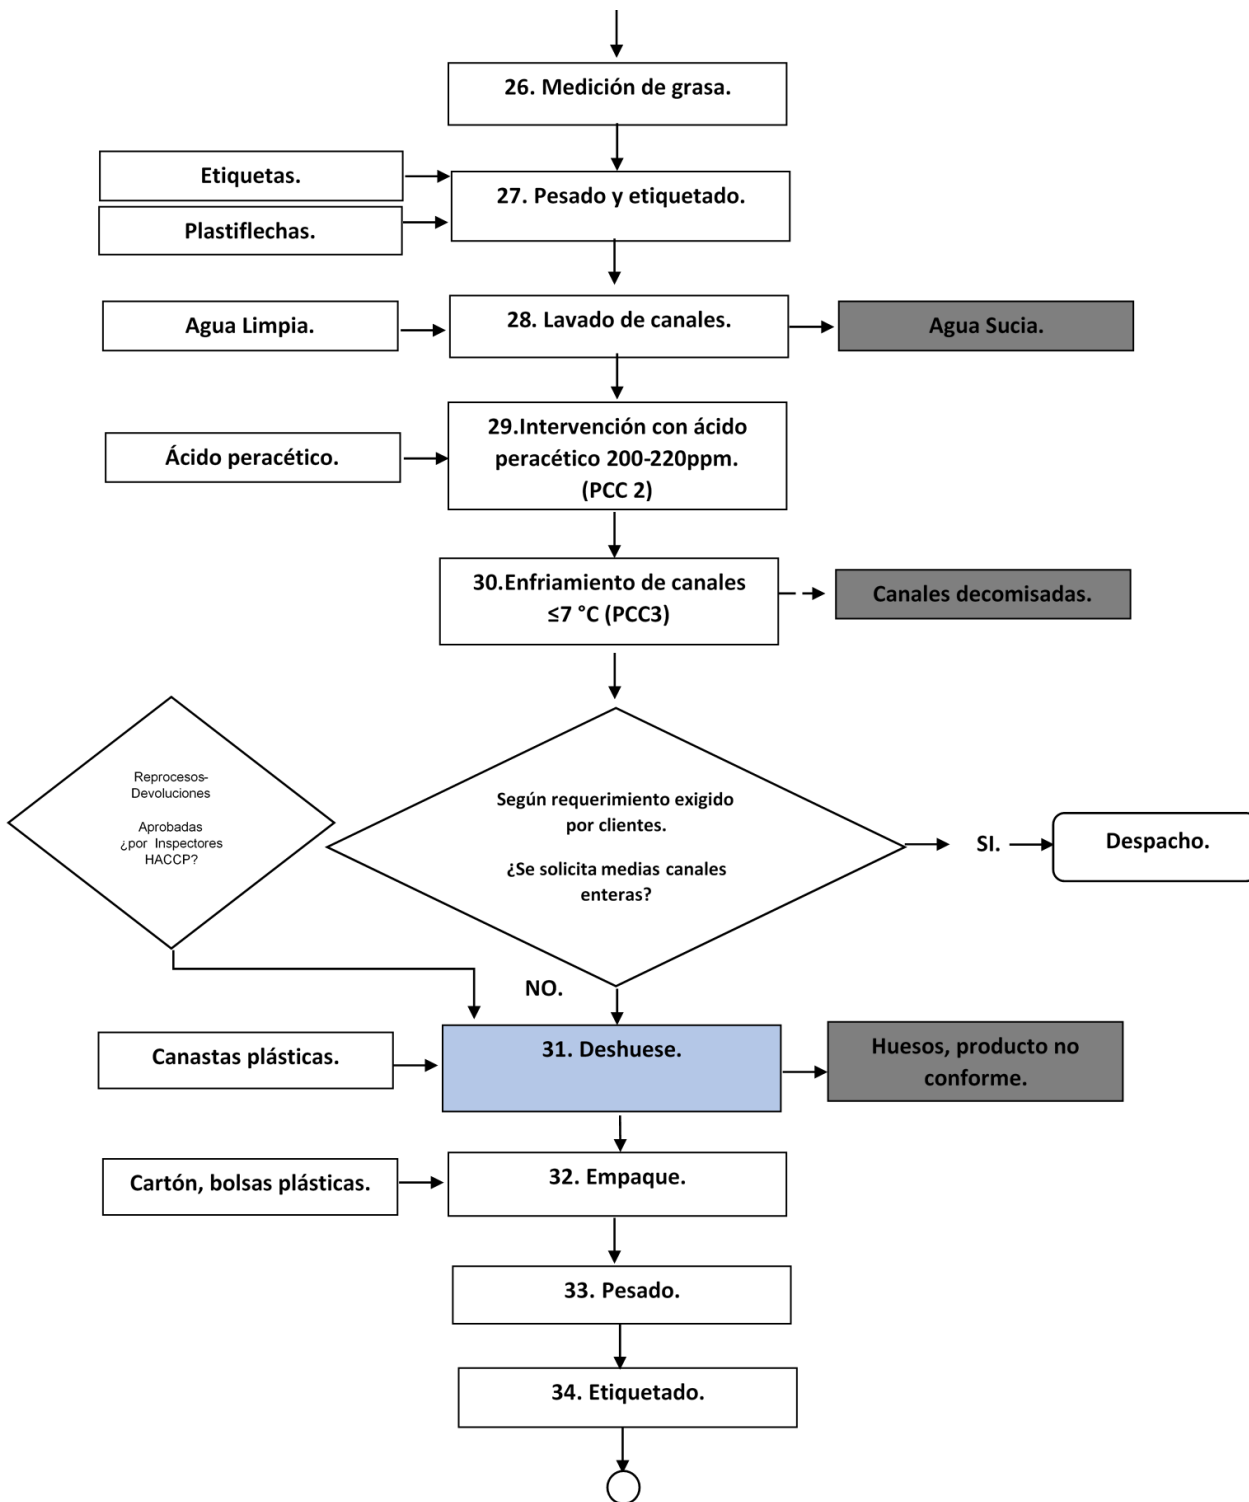 26. Medición de grasa.
Etiquetas.
Plastiflechas.
27. Pesado y etiquetado.
Agua Limpia.
28. Lavado de canales.
Agua Sucia.
Ácido peracético.
29.Intervención con ácido
peracético 200-220ppm.
(PCC 2)
30.Enfriamiento de canales
≤7 °C (PCC3)
Canales decomisadas.
Reprocesos-
Devoluciones
Aprobadas
¿por Inspectores
HACCP?
Según requerimiento exigido
por clientes.
¿Se solicita medias canales
enteras?
SI.
Despacho.
NO.
Canastas plásticas.
31. Deshuese.
Huesos, producto no
conforme.
Cartón, bolsas plásticas.
32. Empaque.
33. Pesado.
34. Etiquetado.